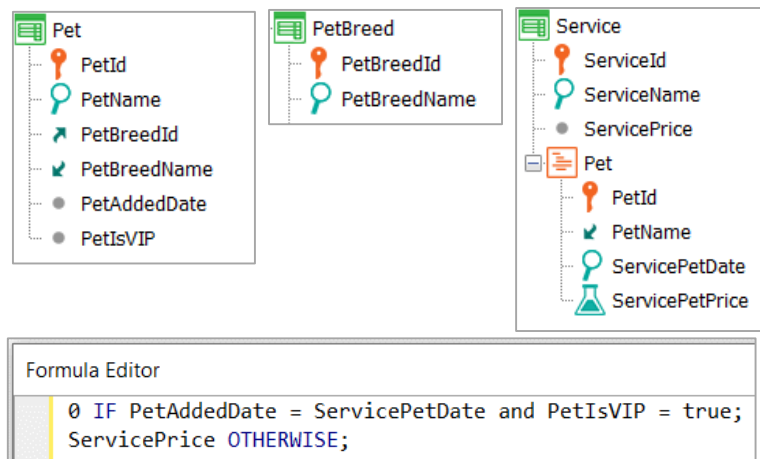 Pet
PetId
PetName
PetBreedId
PetBreedName
PetAddedDate
PetIsVIP
PetBreed
PetBreedId
PetBreedName
Service
ServiceId
ServiceName
ServicePrice
Pet
PetId
PetName
ServicePetDate
ServicePetPrice
Formula Editor
0 IF PetAddedDate = ServicePetDate and PetIsVIP = true;
ServicePrice OTHERWISE;